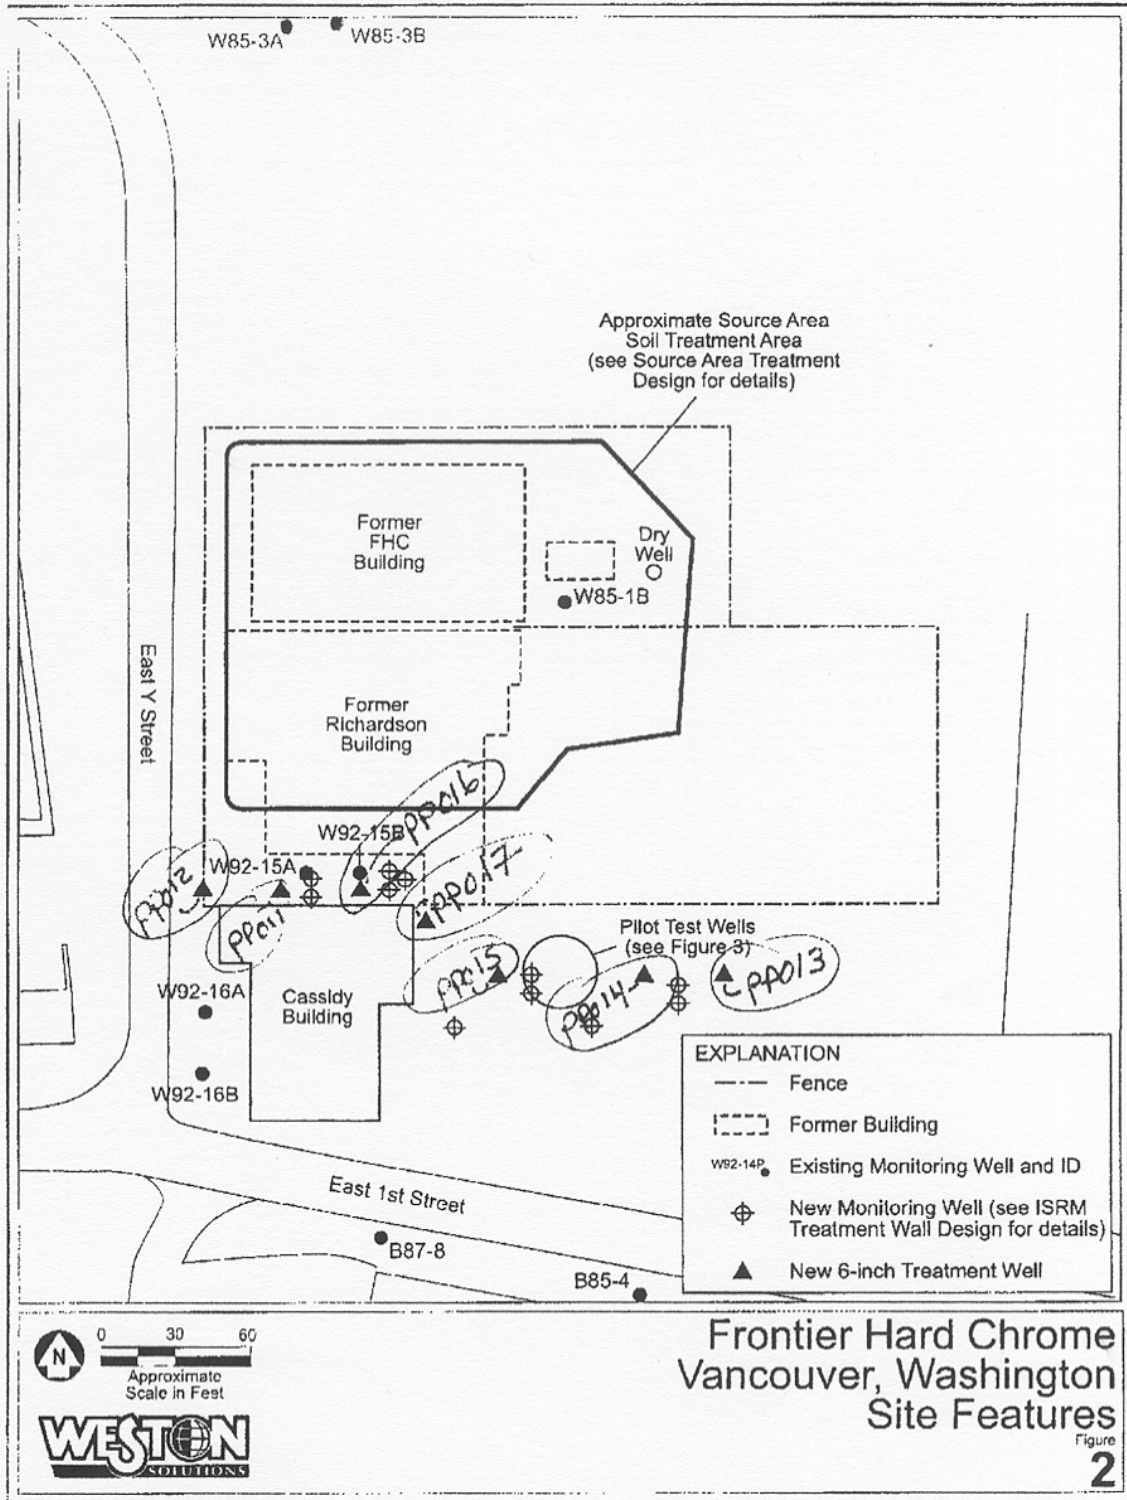 W85-3A
W85-3B
Approximate Source Area
Soil Treatment Area
(see Source Area Treatment
Design for details)
Former
FHC
Building
Dry
Well
W85-1B
East Y Street
Former
Richardson
Building
PPO16
W92-15B
W92-15A
PPO12
PPO11
PPO17
Pilot Test Wells
(see Figure 3)
PPO15
PPO14
PPO13
W92-16A
Cassidy
Building
W92-16B
EXPLANATION
Fence
Former Building
W92-14P
Existing Monitoring Well and ID
New Monitoring Well (see ISRM
Treatment Wall Design for details)
New 6-inch Treatment Well
East 1st Street
B87-8
B85-4
N
0 30 60
Approximate
Scale in Feet
WESTON
SOLUTIONS
Frontier Hard Chrome
Vancouver, Washington
Site Features
Figure
2